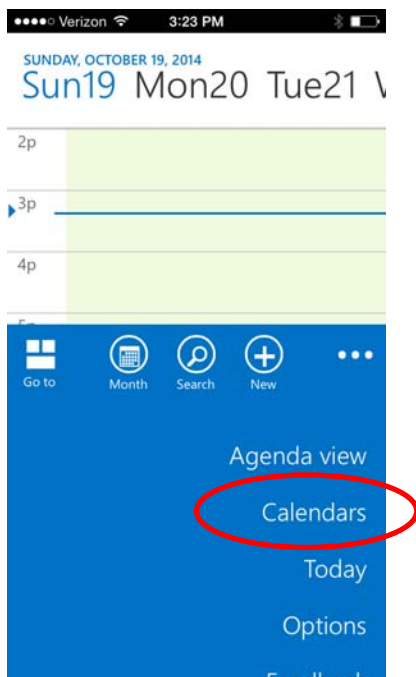 Verizon 3:23 PM
SUNDAY, OCTOBER 19, 2014
Sun19 Mon20 Tue21
2p
3p
4p
Go to Month Search New
Agenda view
Calendars
Today
Options